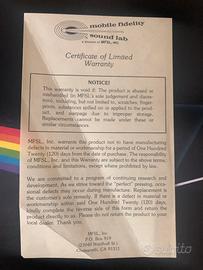 mobile fidelity
sound lab
a division of MFSL, INC.
Certificate of Limited
Warranty
NOTICE!
This warranty is void if: The product is abused or
mishandled (at MFSL's sole judgement and discre-
tion), including, but not limited to, scratches, finger-
prints, substances spilled on or applied to the
product, and warpage due to improper storage.
Replacements cannot be made under these or
similar circumstances.
MFSL, Inc. warrants this product not to have manufacturing
defects in material or workmanship for a period of One Hundred
Twenty (120) days from the date of purchase. The responsibility
of MFSL, Inc. and this Warranty are subject to the above terms,
conditions and limitations, except where prohibited by law.
We are committed to a program of continuing research and
development. As we strive toward the "perfect" pressing, occa-
sional defects may occur during manufacture. Replacement is
the customer's sole remedy. If there is a defect in material or
workmanship within this One Hundred Twenty (120) days,
kindly complete the reverse side of this form and return the
product directly to us. Please do not return the product to your
local dealer. Thank you.
MFSL, Inc
P.O. Box 919
Chatsworth, CA 91311
subito